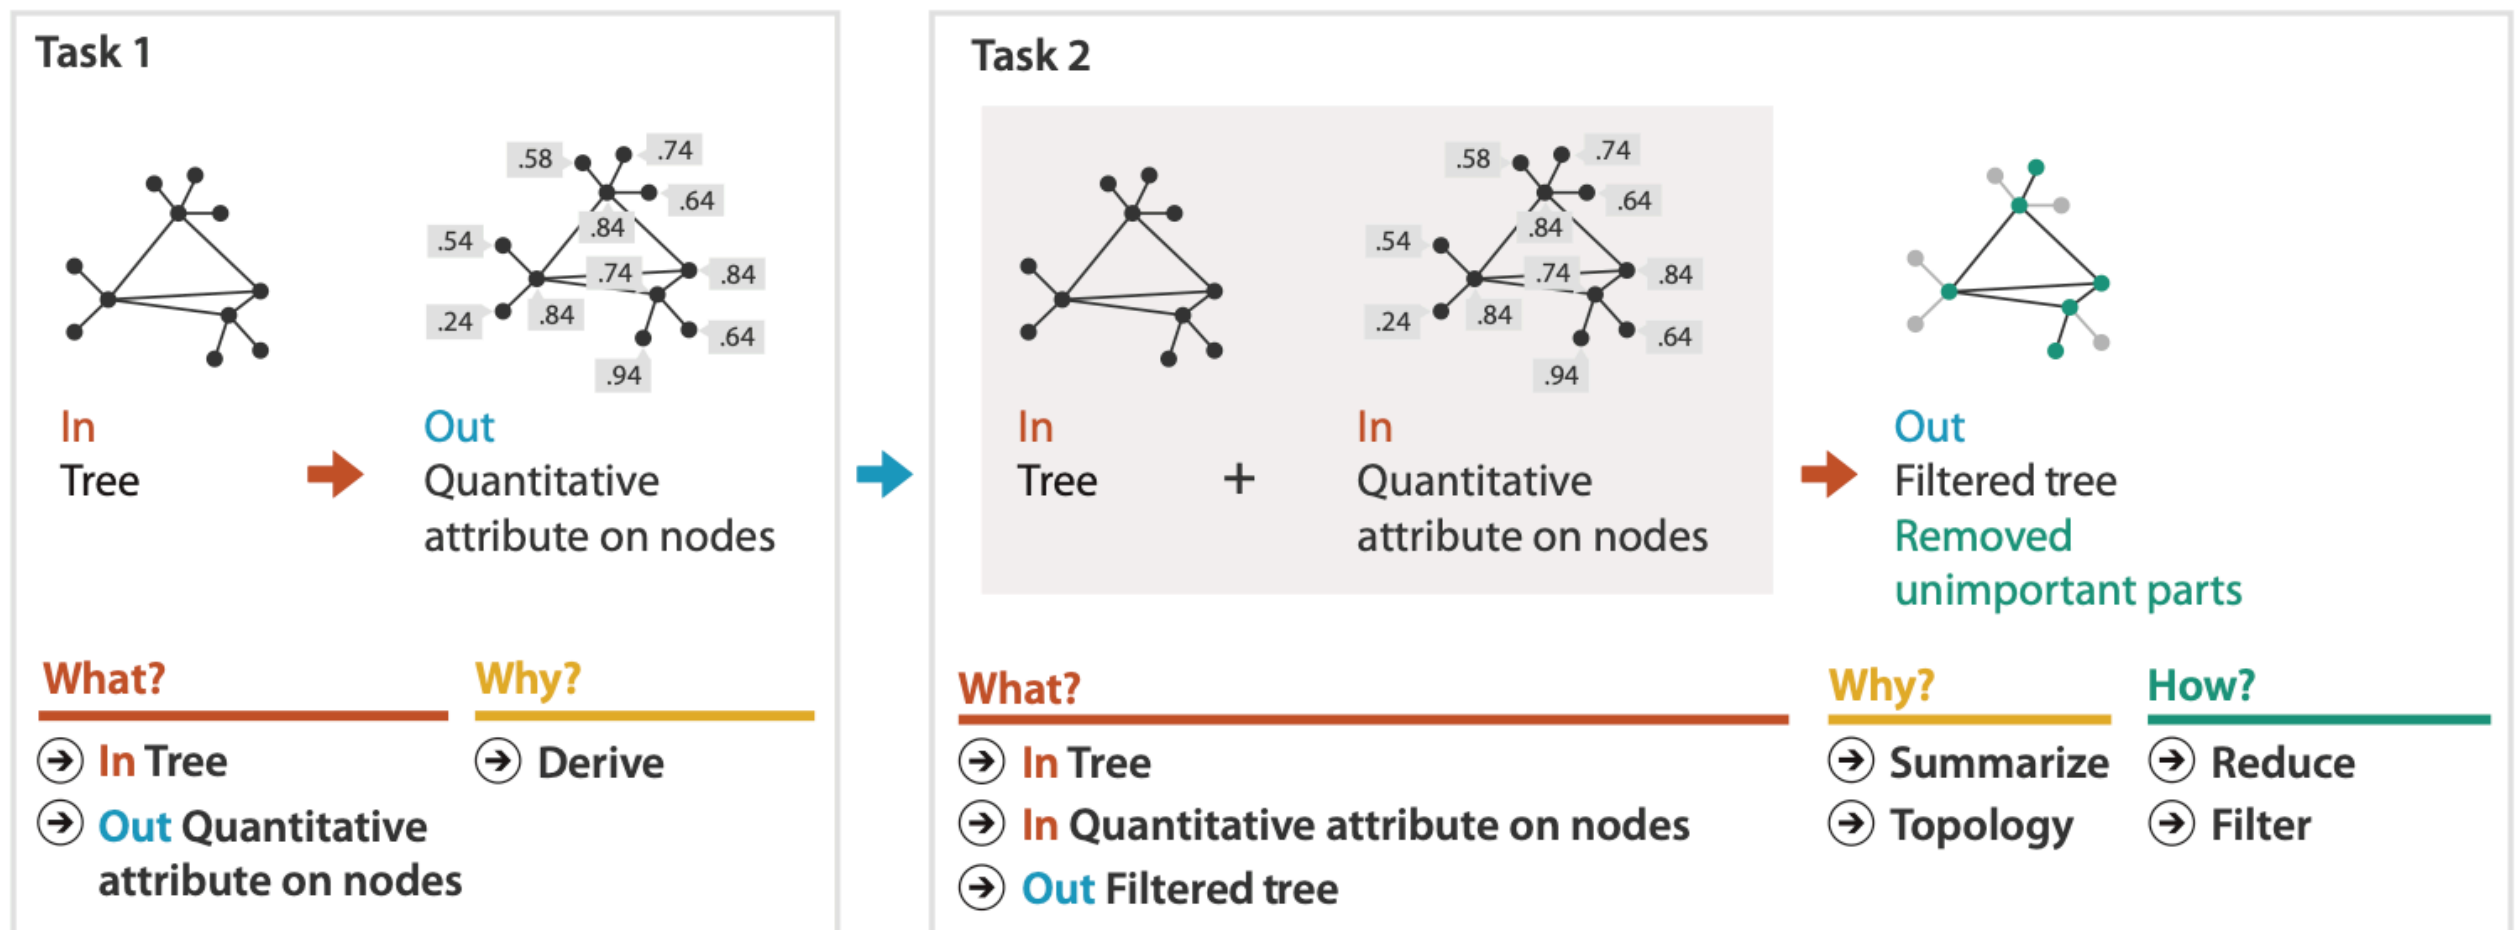 Task 1
.58
.74
.64
.84
.54
.74
.84
.24
.84
.64
.94
In
Tree
Out
Quantitative
attribute on nodes
What?
In Tree
Out Quantitative
attribute on nodes
Why?
Derive
Task 2
.58
.74
.64
.84
.54
.74
.84
.24
.84
.64
.94
In
Tree
+
In
Quantitative
attribute on nodes
Out
Filtered tree
Removed
unimportant parts
What?
In Tree
In Quantitative attribute on nodes
Out Filtered tree
Why?
Summarize
Topology
How?
Reduce
Filter